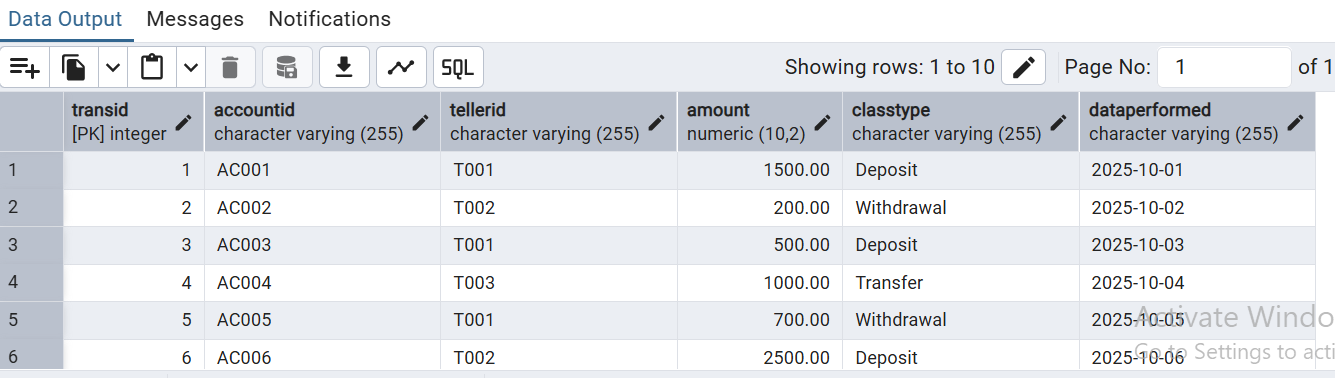 Data Output Messages Notifications
SQL Showing rows: 1 to 10 Page No: 1 of 1
transid accountid tellerid amount classtype dataperformed
[PK] integer character varying (255) character varying (255) numeric (10,2) character varying (255) character varying (255)
1 1 AC001 T001 1500.00 Deposit 2025-10-01
2 2 AC002 T002 200.00 Withdrawal 2025-10-02
3 3 AC003 T001 500.00 Deposit 2025-10-03
4 4 AC004 T003 1000.00 Transfer 2025-10-04
5 5 AC005 T001 700.00 Withdrawal 2025-10-05
Activate Windo
6 6 AC006 T002 2500.00 Deposit 2025-10-06
Go to Settings to acti